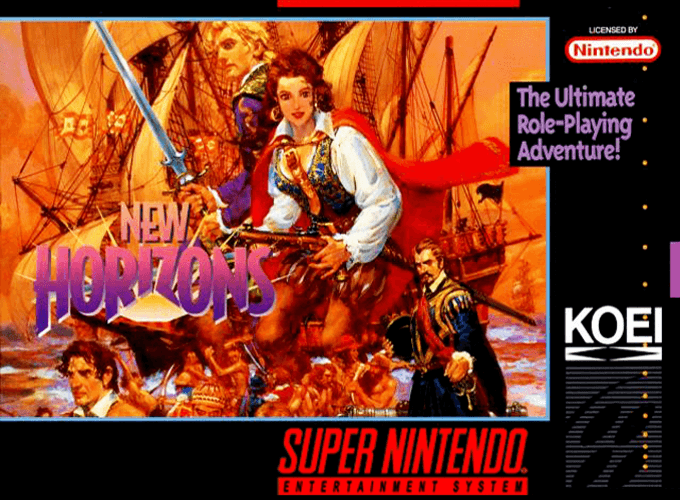 LICENSED BY
Nintendo
The Ultimate
Role-Playing
Adventure!
NEW
HORIZONS
KOEI
SUPER NINTENDO
ENTERTAINMENT SYSTEM